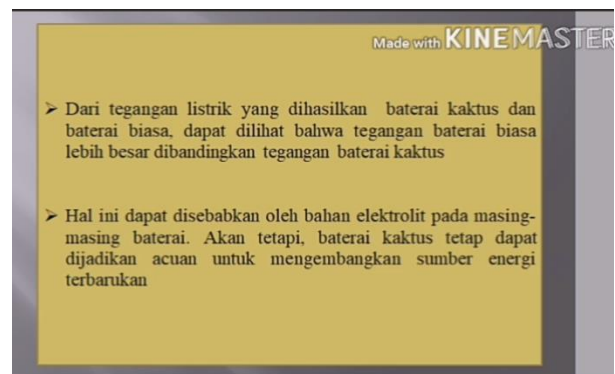 Made with KINEMASTER
➢ Dari tegangan listrik yang dihasilkan baterai kaktus dan
baterai biasa, dapat dilihat bahwa tegangan baterai biasa
lebih besar dibandingkan tegangan baterai kaktus
➢ Hal ini dapat disebabkan oleh bahan elektrolit pada masing-
masing baterai. Akan tetapi, baterai kaktus tetap dapat
dijadikan acuan untuk mengembangkan sumber energi
terbarukan